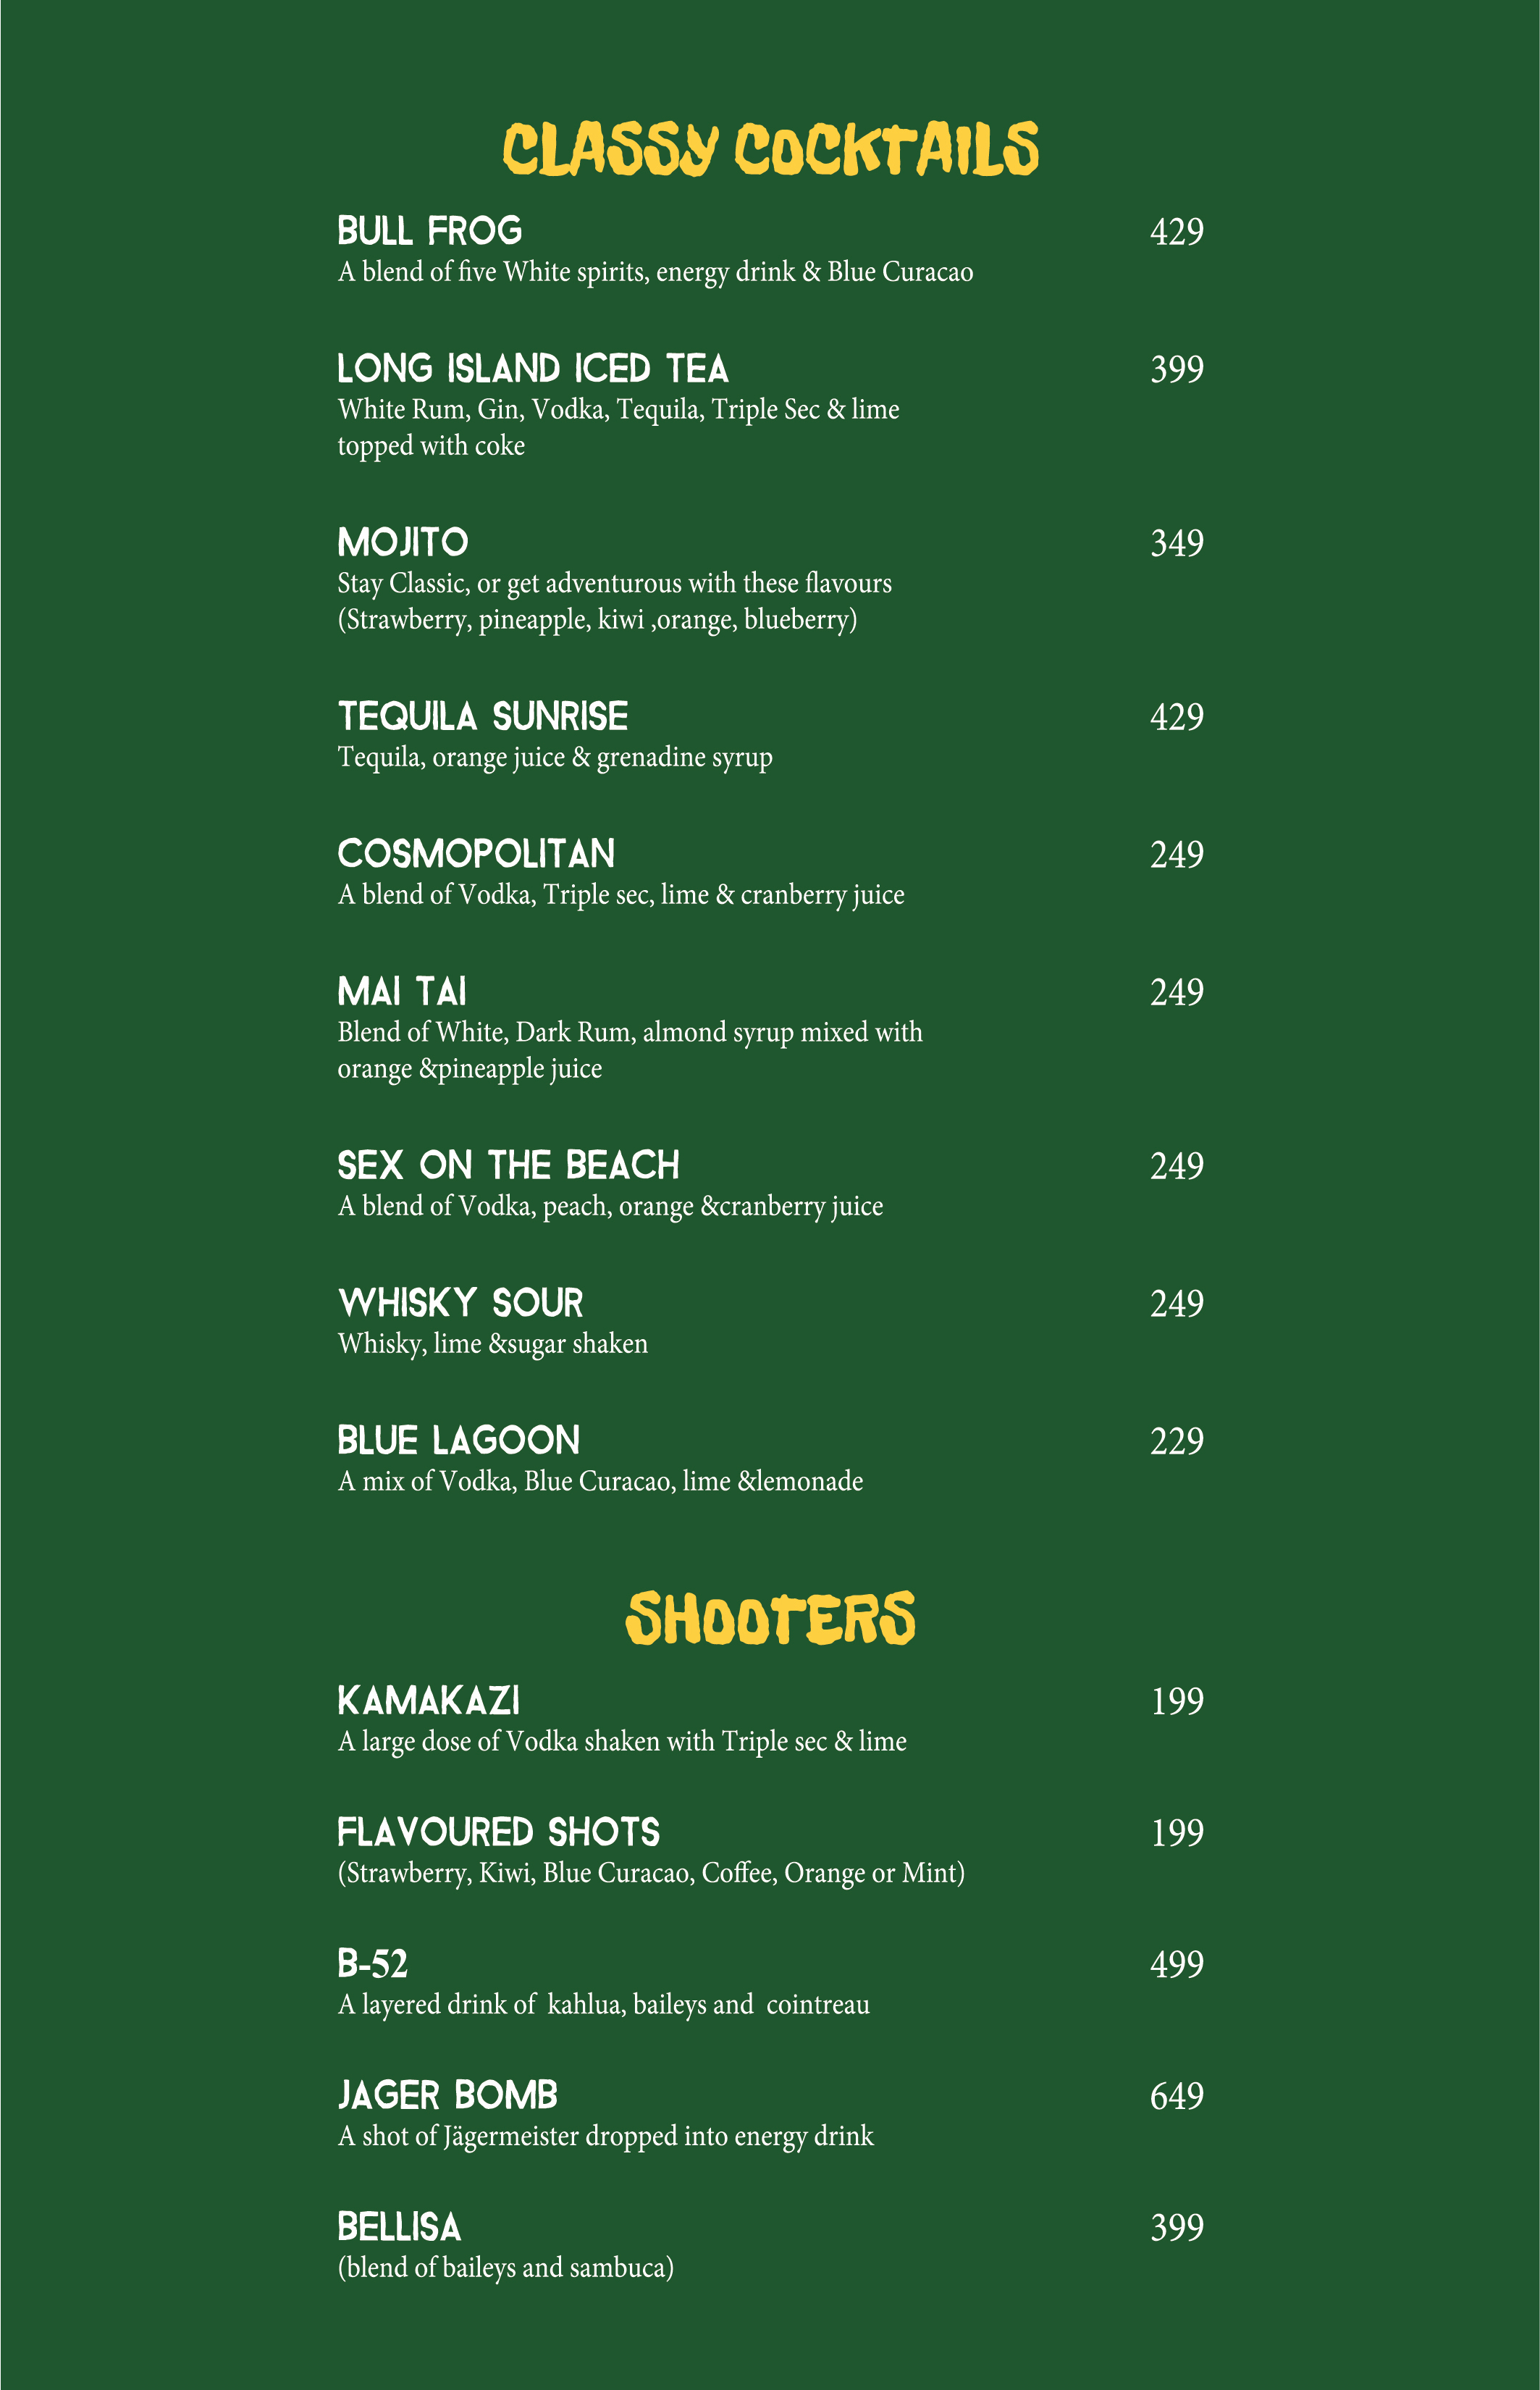 CLASSY COCKTAILS
BULL FROG 429
A blend of five White spirits, energy drink & Blue Curacao
LONG ISLAND ICED TEA 399
White Rum, Gin, Vodka, Tequila, Triple Sec & lime
topped with coke
MOJITO 349
Stay Classic, or get adventurous with these flavours
(Strawberry, pineapple, kiwi ,orange, blueberry)
TEQUILA SUNRISE 429
Tequila, orange juice & grenadine syrup
COSMOPOLITAN 249
A blend of Vodka, Triple sec, lime & cranberry juice
MAI TAI 249
Blend of White, Dark Rum, almond syrup mixed with
orange &pineapple juice
SEX ON THE BEACH 249
A blend of Vodka, peach, orange &cranberry juice
WHISKY SOUR 249
Whisky, lime &sugar shaken
BLUE LAGOON 229
A mix of Vodka, Blue Curacao, lime &lemonade
SHOOTERS
KAMAKAZI 199
A large dose of Vodka shaken with Triple sec & lime
FLAVOURED SHOTS 199
(Strawberry, Kiwi, Blue Curacao, Coffee, Orange or Mint)
B-52 499
A layered drink of kahlua, baileys and cointreau
JAGER BOMB 649
A shot of Jägermeister dropped into energy drink
BELLISA 399
(blend of baileys and sambuca)